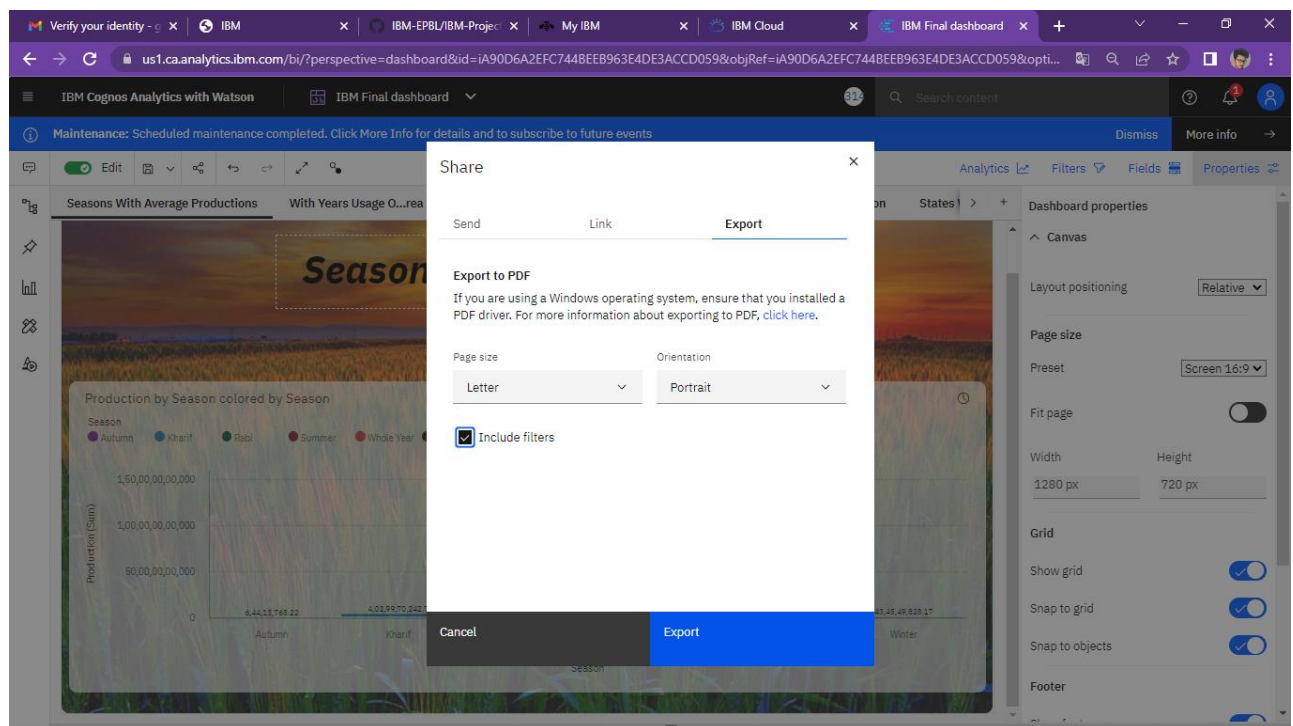 Verify your identity - g
IBM
IBM-EPBL/IBM-Project
My IBM
IBM Cloud
IBM Final dashboard
us1.ca.analytics.ibm.com/bi/?perspective=dashboard&id=iA90D6A2EFC744BEEB963E4DE3ACCD059&objRef=iA90D6A2EFC744BEEB963E4DE3ACCD059&opti...
IBM Cognos Analytics with Watson
IBM Final dashboard
314
Search content
1
Maintenance: Scheduled maintenance completed. Click More Info for details and to subscribe to future events
Dismiss
More info
Edit
Analytics
Filters
Fields
Properties
Seasons With Average Productions
With Years Usage O...rea
on
States
Season
Production by Season colored by Season
Season
Autumn
Kharif
Rabi
Summer
Whole Year
Production (Sum)
1,50,00,00,00,000
1,00,00,00,00,000
50,00,00,00,000
0
6,44,13,768.22
4,02,99,70,242.
Autumn
Kharif
Winter
Season
Share
Send
Link
Export
Export to PDF
If you are using a Windows operating system, ensure that you installed a
PDF driver. For more information about exporting to PDF, click here.
Page size
Orientation
Letter
Portrait
Include filters
Cancel
Export
Dashboard properties
Canvas
Layout positioning
Relative
Page size
Preset
Screen 16:9
Fit page
Width
Height
1280 px
720 px
Grid
Show grid
Snap to grid
Snap to objects
Footer